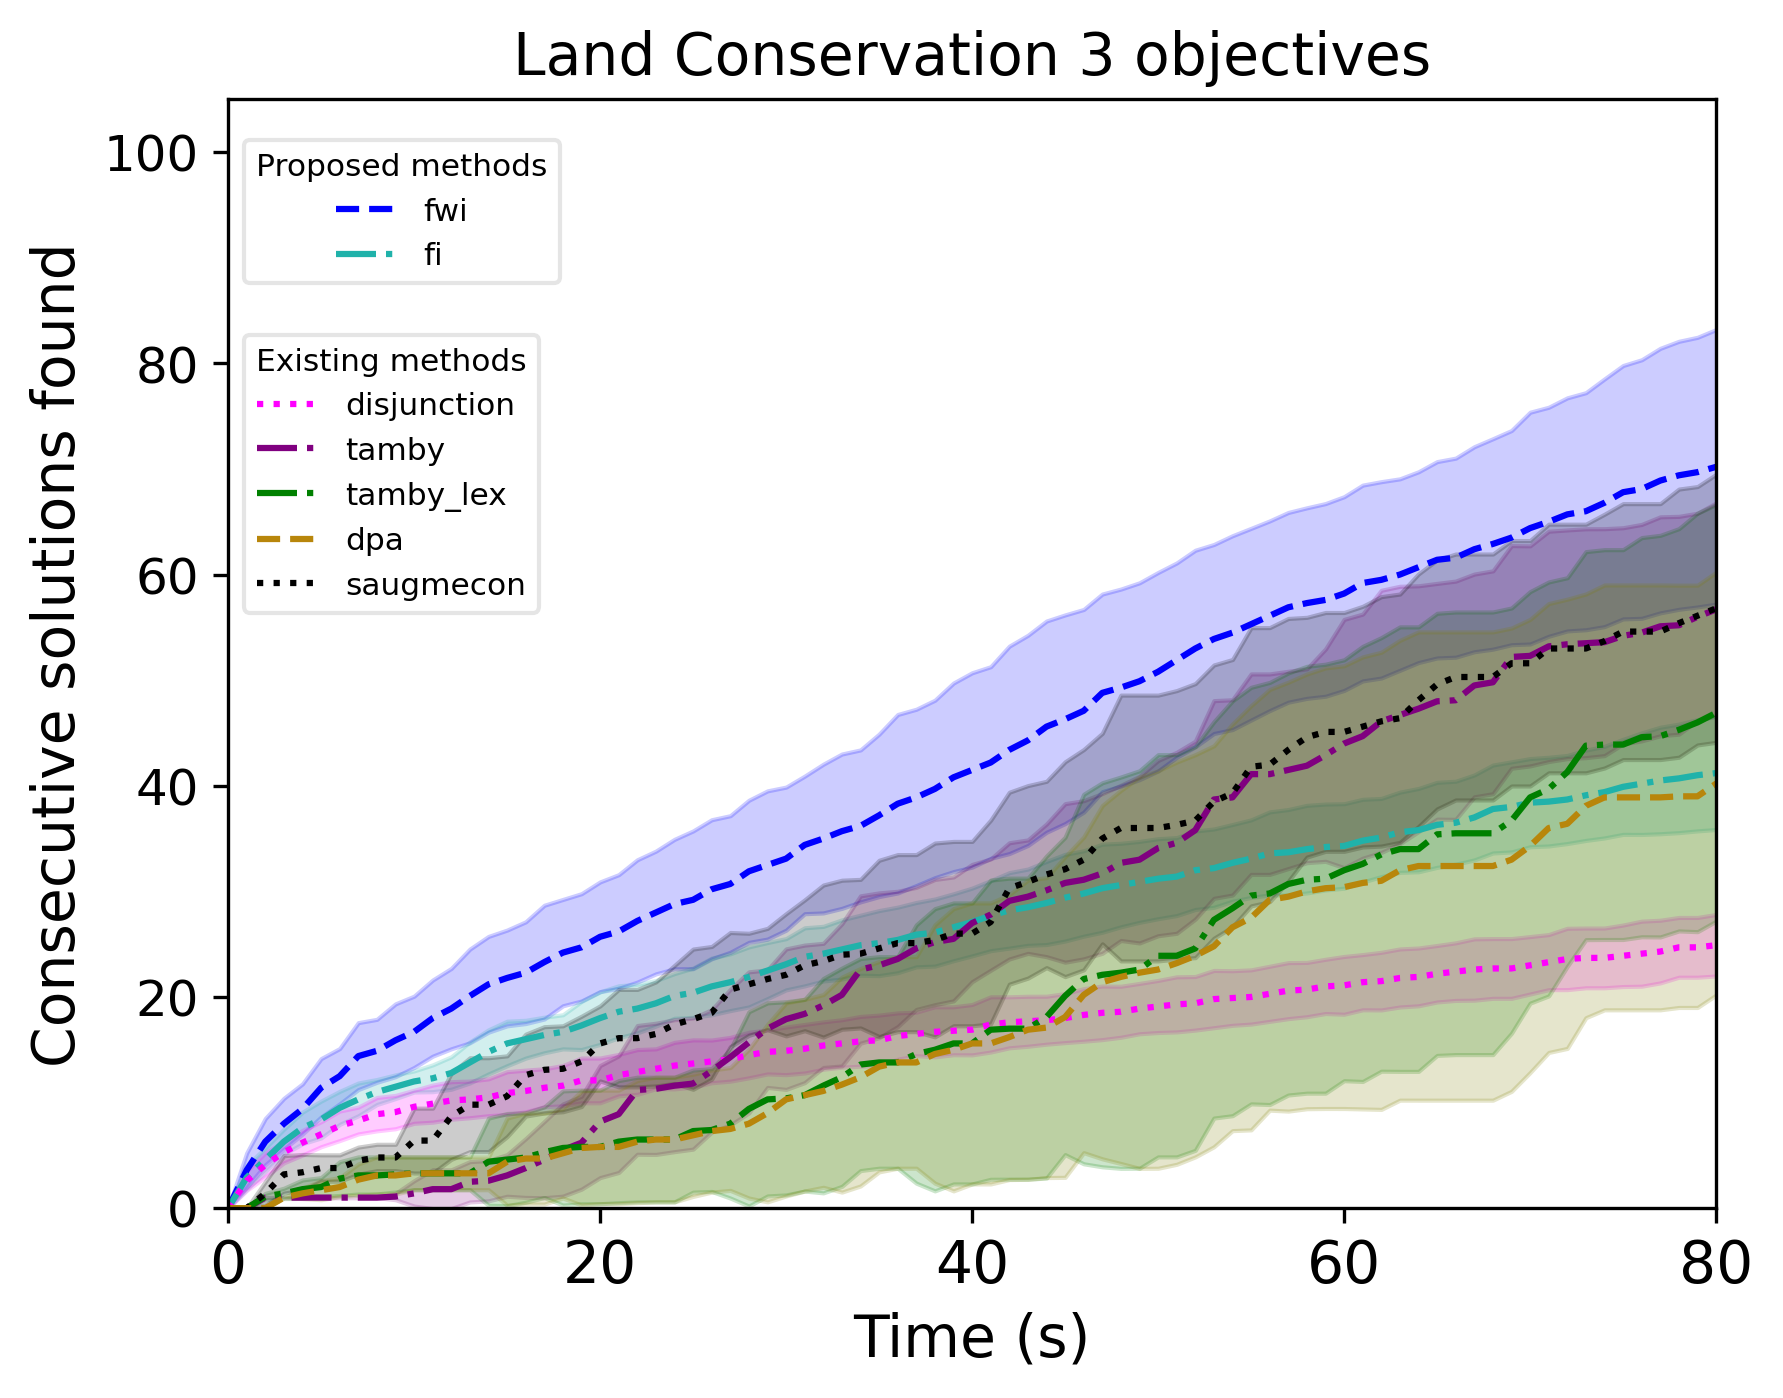 Land Conservation 3 objectives
Consecutive solutions found
100
80
60
40
20
0
Proposed methods
fwi
fi
Existing methods
disjunction
tamby
tamby_lex
dpa
saugmecon
0 20 40 60 80
Time (s)